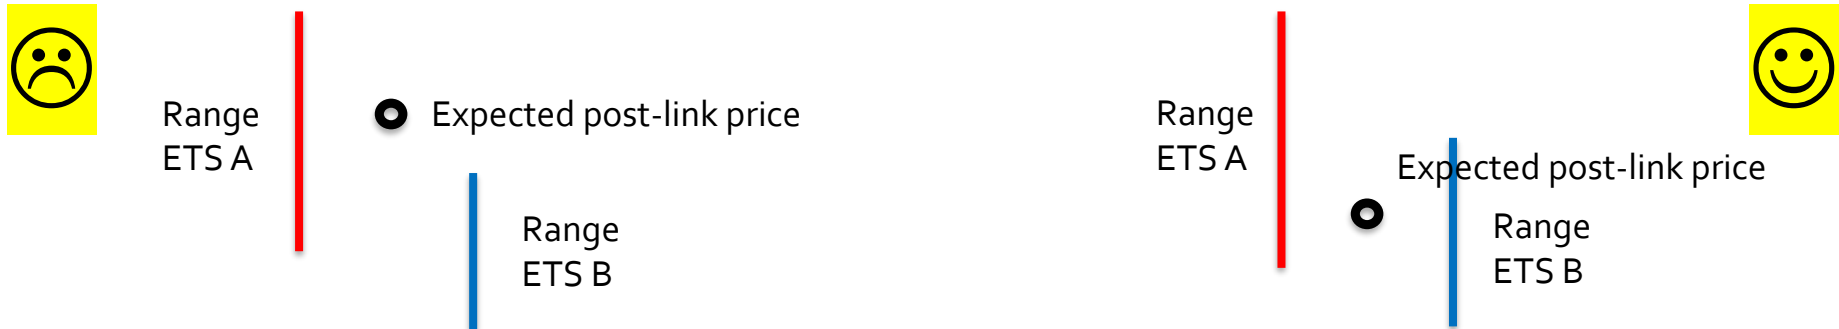 Range
ETS A
Expected post-link price
Range
ETS B
Range
ETS A
Expected post-link price
Range
ETS B